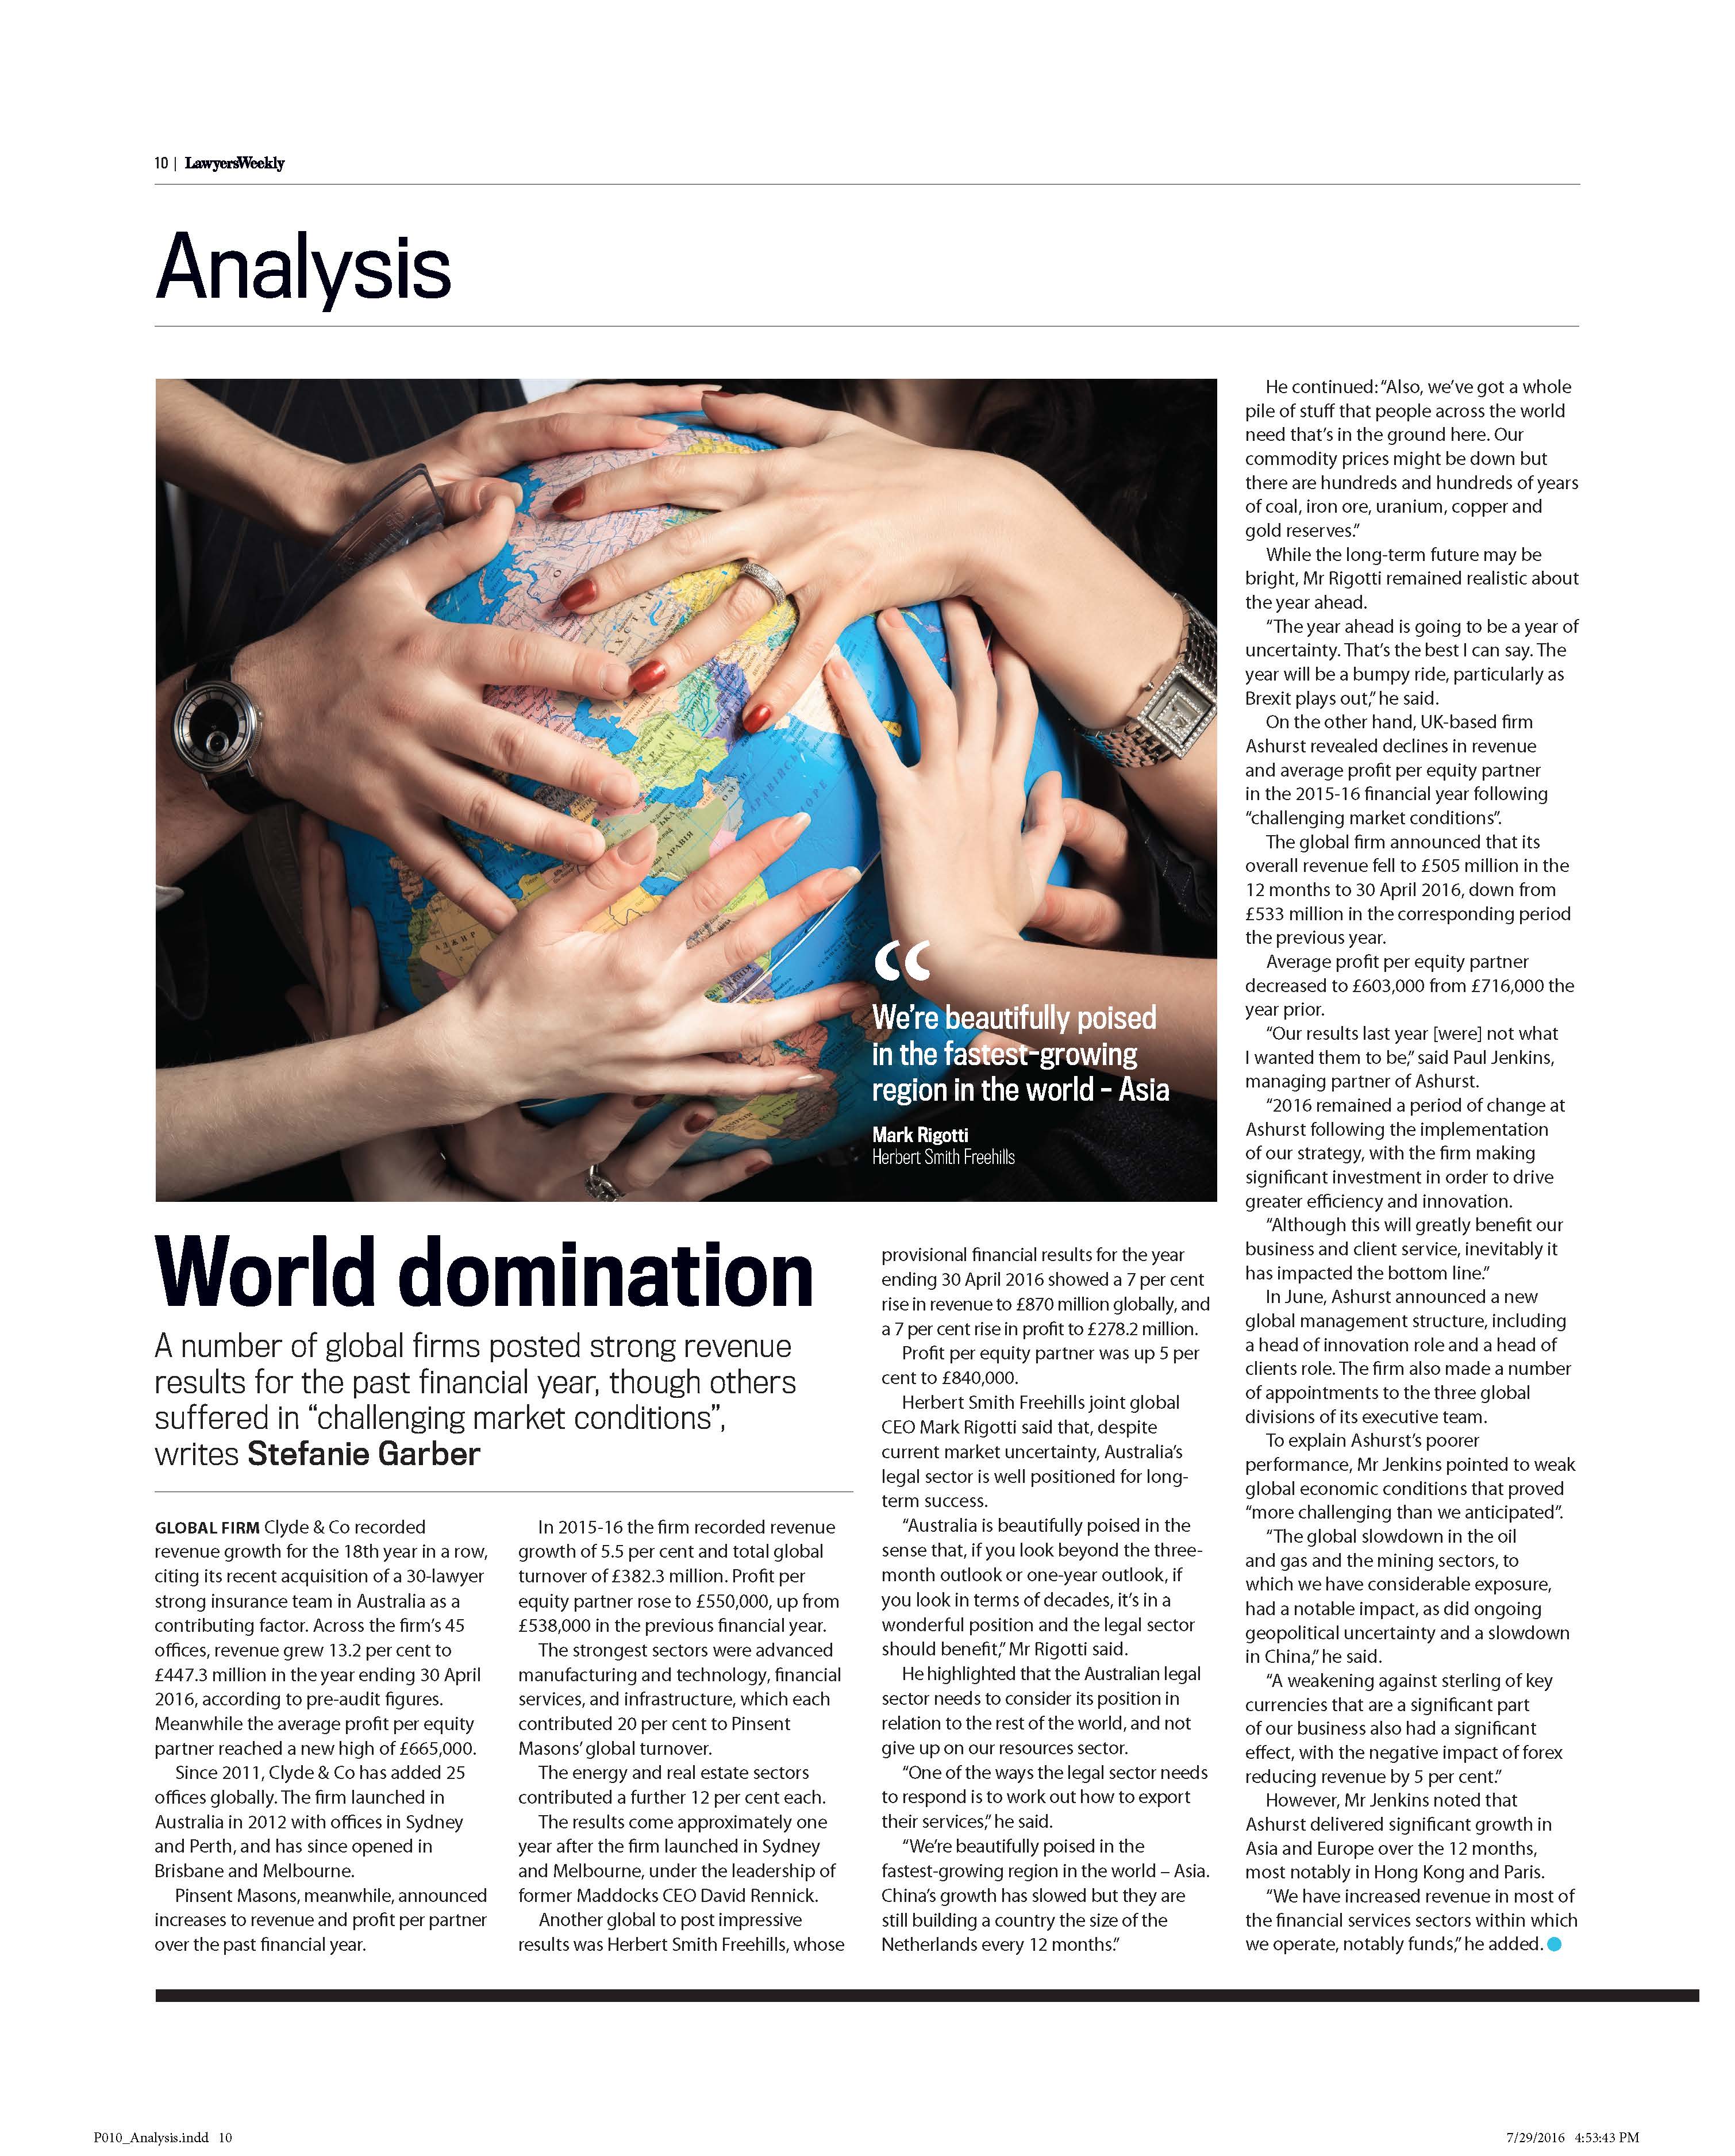 10 | LawyersWeekly
Analysis
“
We’re beautifully poised
in the fastest-growing
region in the world - Asia
Mark Rigotti
Herbert Smith Freehills
World domination
A number of global firms posted strong revenue
results for the past financial year, though others
suffered in “challenging market conditions”,
writes Stefanie Garber
GLOBAL FIRM Clyde & Co recorded
revenue growth for the 18th year in a row,
citing its recent acquisition of a 30-lawyer
strong insurance team in Australia as a
contributing factor. Across the firm’s 45
offices, revenue grew 13.2 per cent to
£447.3 million in the year ending 30 April
2016, according to pre-audit figures.
Meanwhile the average profit per equity
partner reached a new high of £665,000.
Since 2011, Clyde & Co has added 25
offices globally. The firm launched in
Australia in 2012 with offices in Sydney
and Perth, and has since opened in
Brisbane and Melbourne.
Pinsent Masons, meanwhile, announced
increases to revenue and profit per partner
over the past financial year.
In 2015-16 the firm recorded revenue
growth of 5.5 per cent and total global
turnover of £382.3 million. Profit per
equity partner rose to £550,000, up from
£538,000 in the previous financial year.
The strongest sectors were advanced
manufacturing and technology, financial
services, and infrastructure, which each
contributed 20 per cent to Pinsent
Masons’ global turnover.
The energy and real estate sectors
contributed a further 12 per cent each.
The results come approximately one
year after the firm launched in Sydney
and Melbourne, under the leadership of
former Maddocks CEO David Rennick.
Another global to post impressive
results was Herbert Smith Freehills, whose
provisional financial results for the year
ending 30 April 2016 showed a 7 per cent
rise in revenue to £870 million globally, and
a 7 per cent rise in profit to £278.2 million.
Profit per equity partner was up 5 per
cent to £840,000.
Herbert Smith Freehills joint global
CEO Mark Rigotti said that, despite
current market uncertainty, Australia’s
legal sector is well positioned for long-
term success.
“Australia is beautifully poised in the
sense that, if you look beyond the three-
month outlook or one-year outlook, if
you look in terms of decades, it’s in a
wonderful position and the legal sector
should benefit,” Mr Rigotti said.
He highlighted that the Australian legal
sector needs to consider its position in
relation to the rest of the world, and not
give up on our resources sector.
“One of the ways the legal sector needs
to respond is to work out how to export
their services,” he said.
“We’re beautifully poised in the
fastest-growing region in the world – Asia.
China’s growth has slowed but they are
still building a country the size of the
Netherlands every 12 months.”
He continued: “Also, we’ve got a whole
pile of stuff that people across the world
need that’s in the ground here. Our
commodity prices might be down but
there are hundreds and hundreds of years
of coal, iron ore, uranium, copper and
gold reserves.”
While the long-term future may be
bright, Mr Rigotti remained realistic about
the year ahead.
“The year ahead is going to be a year of
uncertainty. That’s the best I can say. The
year will be a bumpy ride, particularly as
Brexit plays out,” he said.
On the other hand, UK-based firm
Ashurst revealed declines in revenue
and average profit per equity partner
in the 2015-16 financial year following
“challenging market conditions”.
The global firm announced that its
overall revenue fell to £505 million in the
12 months to 30 April 2016, down from
£533 million in the corresponding period
the previous year.
Average profit per equity partner
decreased to £603,000 from £716,000 the
year prior.
“Our results last year [were] not what
I wanted them to be,” said Paul Jenkins,
managing partner of Ashurst.
“2016 remained a period of change at
Ashurst following the implementation
of our strategy, with the firm making
significant investment in order to drive
greater efficiency and innovation.
“Although this will greatly benefit our
business and client service, inevitably it
has impacted the bottom line.”
In June, Ashurst announced a new
global management structure, including
a head of innovation role and a head of
clients role. The firm also made a number
of appointments to the three global
divisions of its executive team.
To explain Ashurst’s poorer
performance, Mr Jenkins pointed to weak
global economic conditions that proved
“more challenging than we anticipated”.
“The global slowdown in the oil
and gas and the mining sectors, to
which we have considerable exposure,
had a notable impact, as did ongoing
geopolitical uncertainty and a slowdown
in China,” he said.
“A weakening against sterling of key
currencies that are a significant part
of our business also had a significant
effect, with the negative impact of forex
reducing revenue by 5 per cent.”
However, Mr Jenkins noted that
Ashurst delivered significant growth in
Asia and Europe over the 12 months,
most notably in Hong Kong and Paris.
“We have increased revenue in most of
the financial services sectors within which
we operate, notably funds,” he added.
P010_Analysis.indd 10
7/29/2016 4:53:43 PM